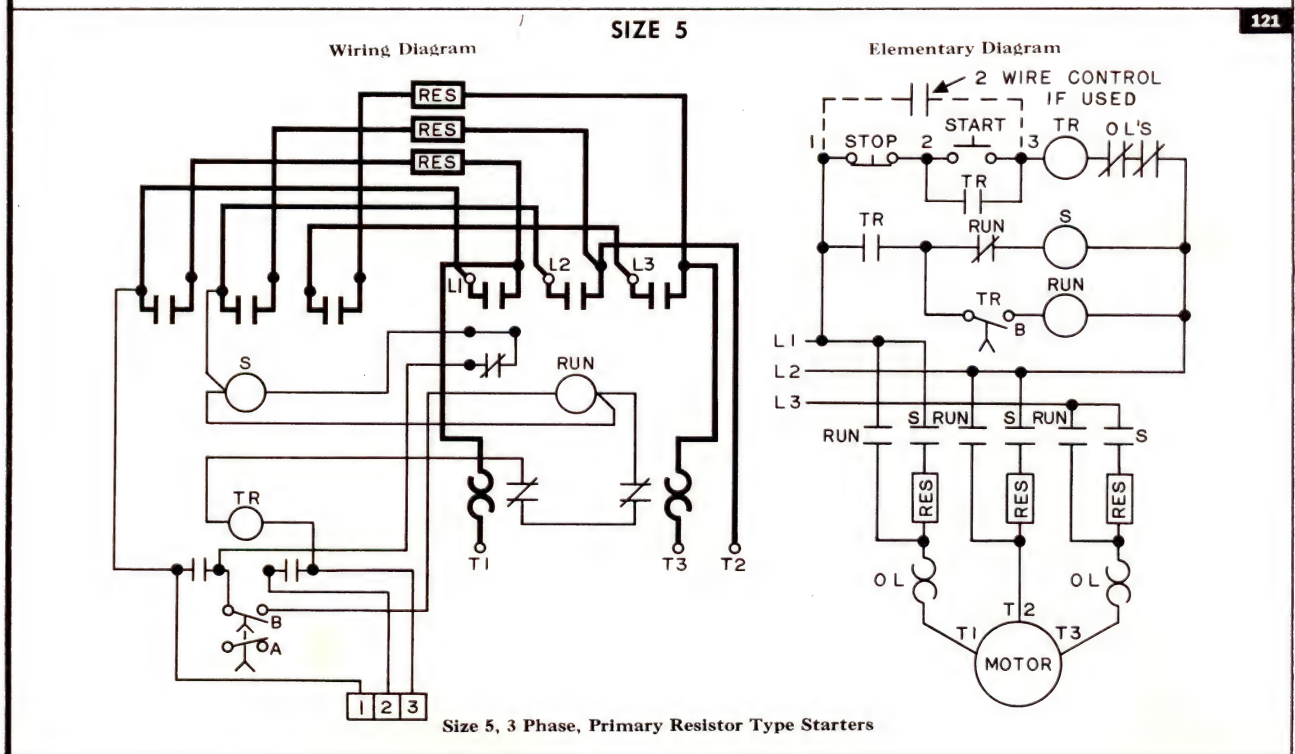 SIZE 5
121
Wiring Diagram
RES
RES
RES
L1
L2
L3
S
RUN
TR
T1
T3
T2
B
A
1 2 3
Elementary Diagram
2 WIRE CONTROL
IF USED
1
STOP
2
START
3
TR
OL'S
TR
TR
RUN
S
TR
B
RUN
L1
L2
L3
RUN
S
RUN
S
RUN
S
RES
RES
RES
OL
OL
T1
T2
T3
MOTOR
Size 5, 3 Phase, Primary Resistor Type Starters